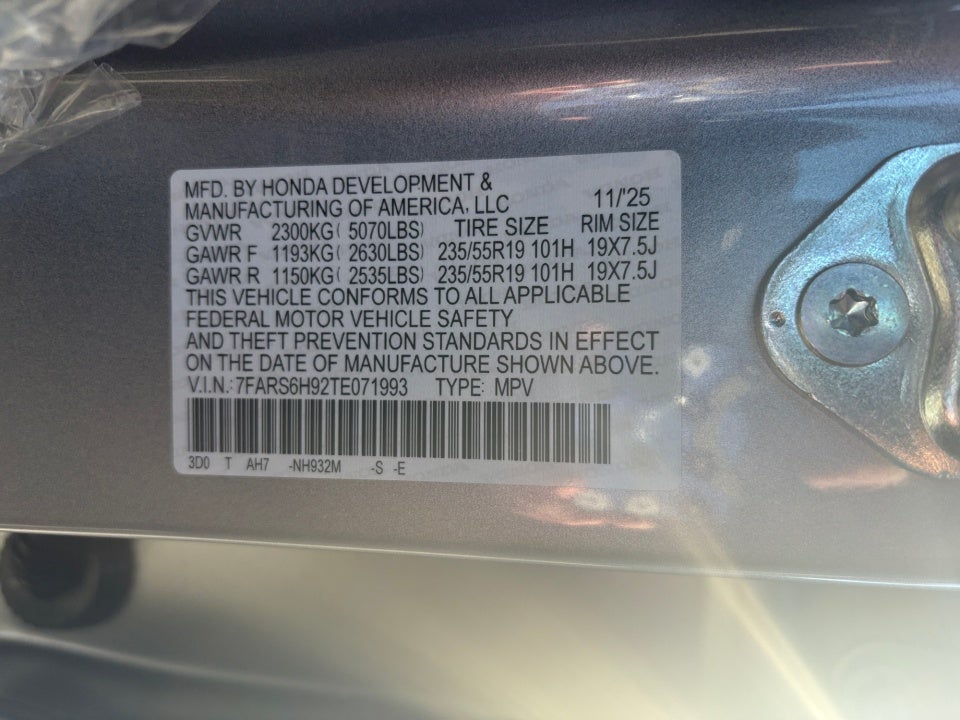 MFD. BY HONDA DEVELOPMENT &
MANUFACTURING OF AMERICA, LLC 11/'25
GVWR 2300KG( 5070LBS) TIRE SIZE RIM SIZE
GAWR F 1193KG( 2630LBS) 235/55R19 101H 19X7.5J
GAWR R 1150KG( 2535LBS) 235/55R19 101H 19X7.5J
THIS VEHICLE CONFORMS TO ALL APPLICABLE
FEDERAL MOTOR VEHICLE SAFETY
AND THEFT PREVENTION STANDARDS IN EFFECT
ON THE DATE OF MANUFACTURE SHOWN ABOVE.
V.I.N.:7FARS6H92TE071993 TYPE: MPV
3D0 T AH7 -NH932M -S -E